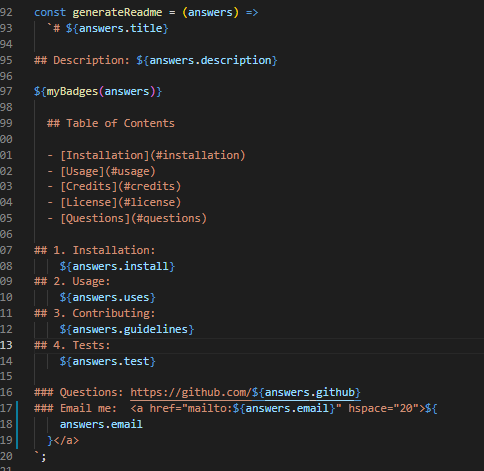 92 const generateReadme = (answers) =>
93 `# ${answers.title}
94
95 ## Description: ${answers.description}
96
97 ${myBadges(answers)}
98
99 ## Table of Contents
00
01 - [Installation](#installation)
02 - [Usage](#usage)
03 - [Credits](#credits)
04 - [License](#license)
05 - [Questions](#questions)
06
07 ## 1. Installation:
08 ${answers.install}
09 ## 2. Usage:
10 ${answers.uses}
11 ## 3. Contributing:
12 ${answers.guidelines}
13 ## 4. Tests:
14 ${answers.test}
15
16 ### Questions: https://github.com/${answers.github}
17 ### Email me:  <a href="mailto:${answers.email}" hspace="20">${
18 answers.email
19 }</a>
20 `;